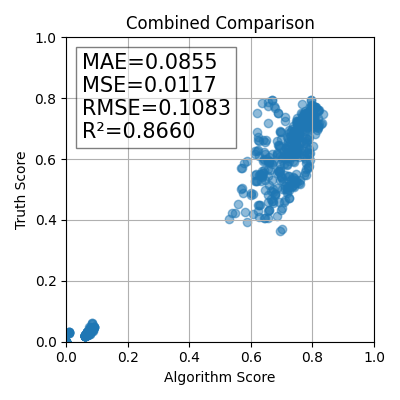 Combined Comparison
MAE=0.0855
MSE=0.0117
RMSE=0.1083
R²=0.8660
Truth Score
1.0
0.8
0.6
0.4
0.2
0.0
0.0 0.2 0.4 0.6 0.8 1.0
Algorithm Score